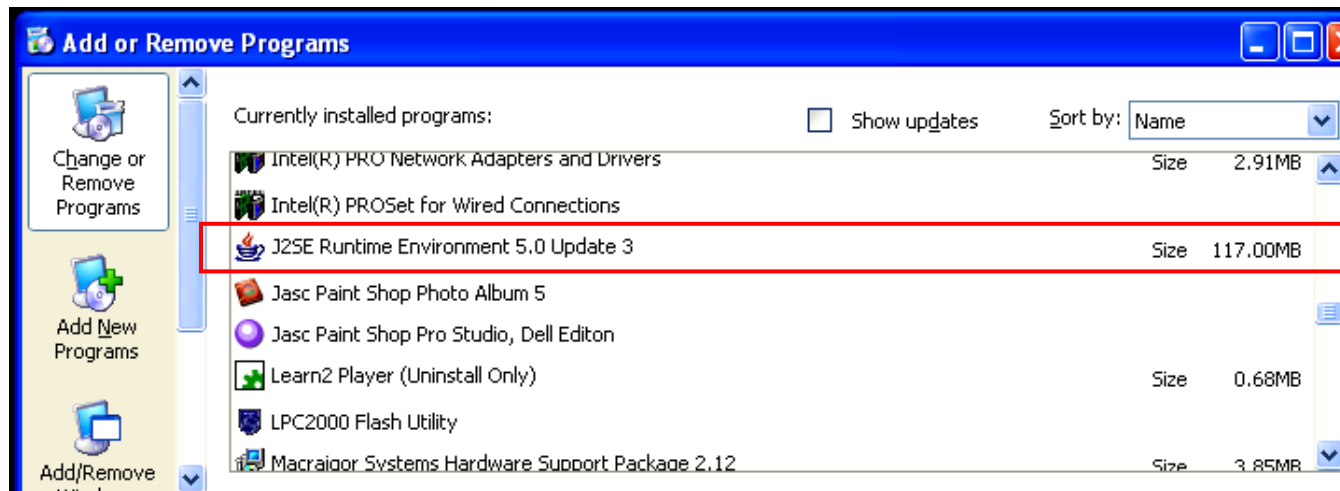 Add or Remove Programs
Change or
Remove
Programs
Add New
Programs
Add/Remove
Currently installed programs:
Show updates
Sort by: Name
Intel(R) PRO Network Adapters and Drivers Size 2.91MB
Intel(R) PROSet for Wired Connections
J2SE Runtime Environment 5.0 Update 3 Size 117.00MB
Jasc Paint Shop Photo Album 5
Jasc Paint Shop Pro Studio, Dell Editon
Learn2 Player (Uninstall Only) Size 0.68MB
LPC2000 Flash Utility
Macraigor Systems Hardware Support Package 2.12 Size 3.85MB